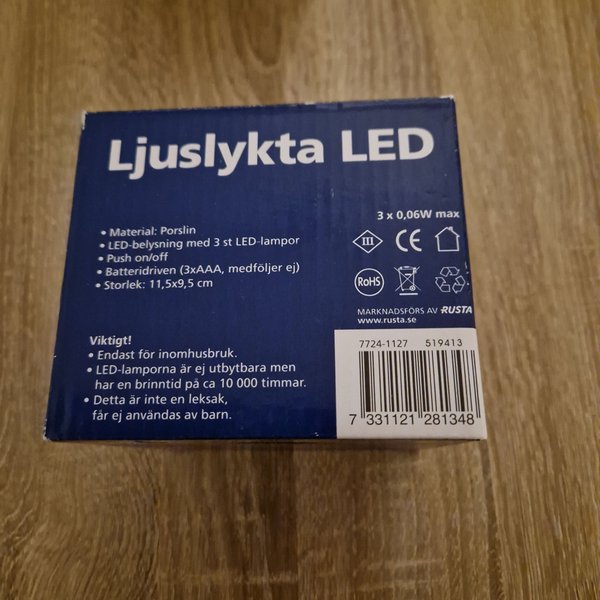 Ljuslykta LED
• Material: Porslin
• LED-belysning med 3 st LED-lampor
• Push on/off
• Batteridriven (3xAAA, medföljer ej)
• Storlek: 11,5x9,5 cm
3 x 0,06W max
III
CE
RoHS
MARKNADSFÖRS AV RUSTA
www.rusta.se
Viktigt!
• Endast för inomhusbruk.
• LED-lamporna är ej utbytbara men
har en brinntid på ca 10 000 timmar.
• Detta är inte en leksak,
får ej användas av barn.
7724-1127 519413
7 331121 281348